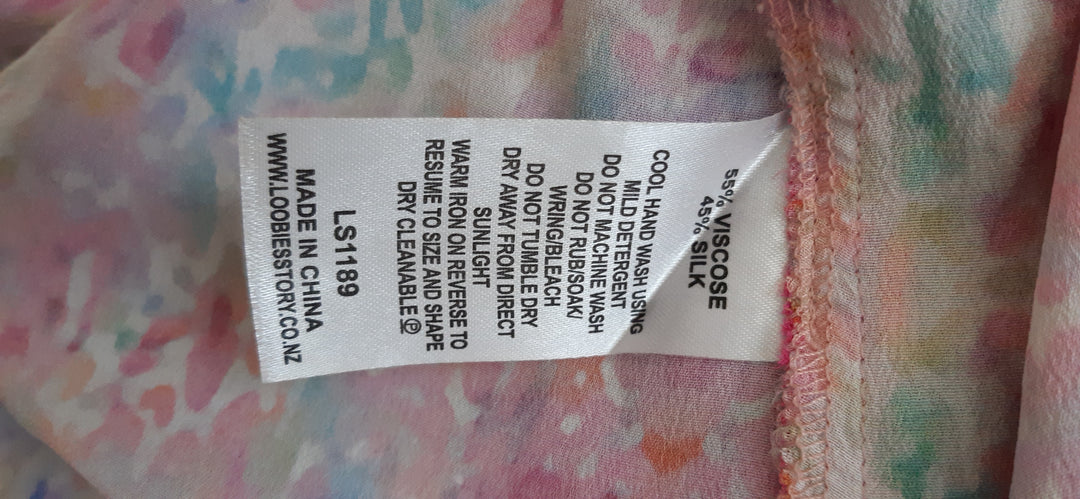 55% VISCOSE
45% SILK
COOL HAND WASH USING
MILD DETERGENT
DO NOT MACHINE WASH
DO NOT RUB/SOAK/
WRING/BLEACH
DO NOT TUMBLE DRY
DRY AWAY FROM DIRECT
SUNLIGHT
WARM IRON ON REVERSE TO
RESUME TO SIZE AND SHAPE
DRY CLEANABLE Ⓟ
LS1189
MADE IN CHINA
WWW.LOOBIESSTORY.CO.NZ